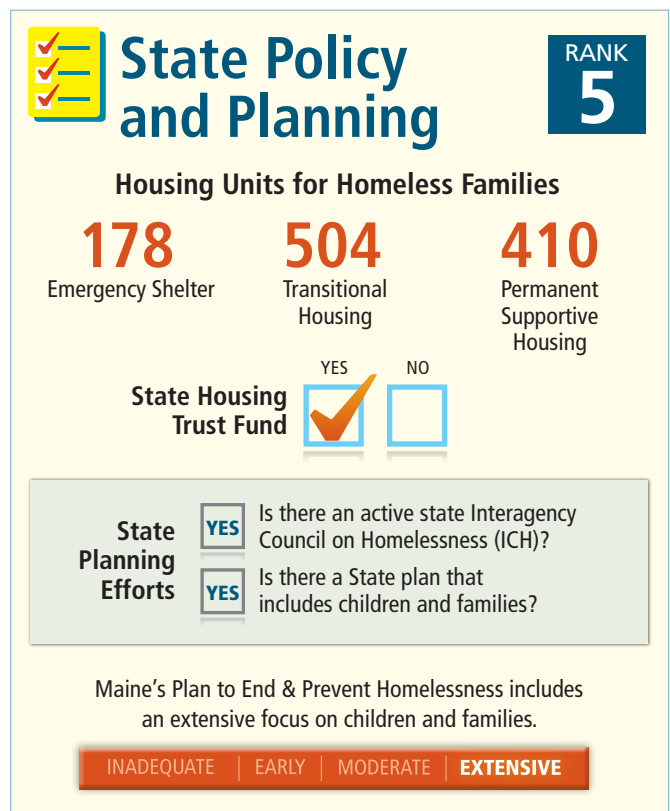 State Policy
and Planning
RANK
5
Housing Units for Homeless Families
178
Emergency Shelter
504
Transitional
Housing
410
Permanent
Supportive
Housing
YES
NO
State Housing
Trust Fund
State
Planning
Efforts
YES
Is there an active state Interagency
Council on Homelessness (ICH)?
YES
Is there a State plan that
includes children and families?
Maine's Plan to End & Prevent Homelessness includes
an extensive focus on children and families.
INADEQUATE | EARLY | MODERATE | EXTENSIVE